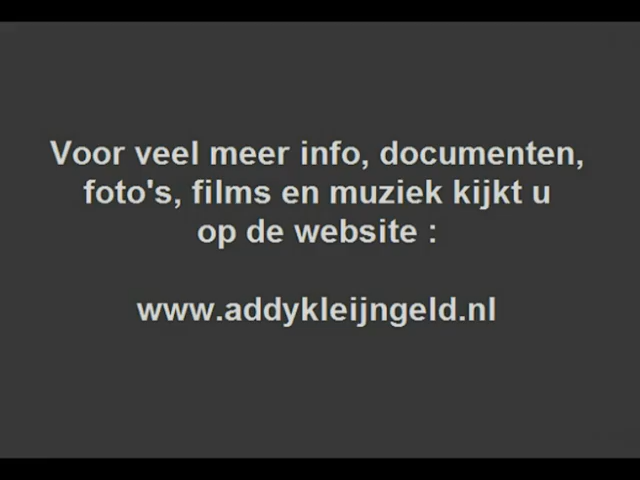 Voor veel meer info, documenten,
foto's, films en muziek kijkt u
op de website :
www.addykleijngeld.nl